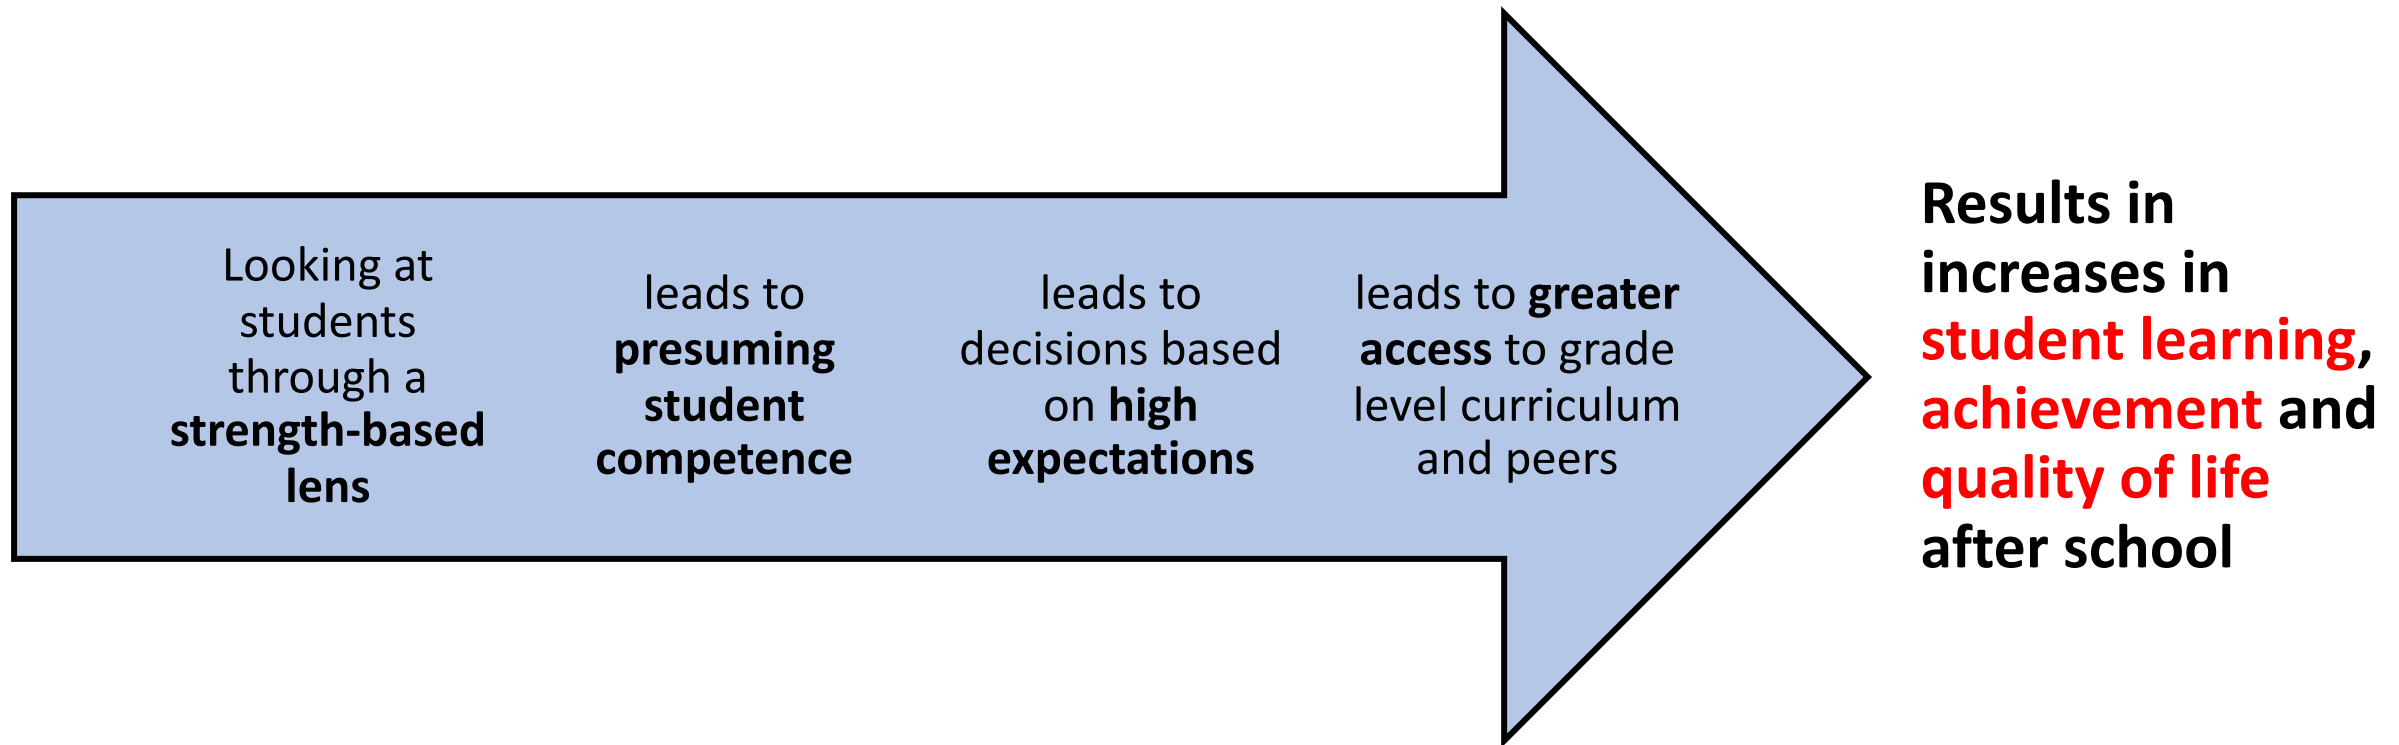 Looking at
students
through a
strength-based
lens
leads to
presuming
student
competence
leads to
decisions based
on high
expectations
leads to greater
access to grade
level curriculum
and peers
Results in
increases in
student learning,
achievement and
quality of life
after school